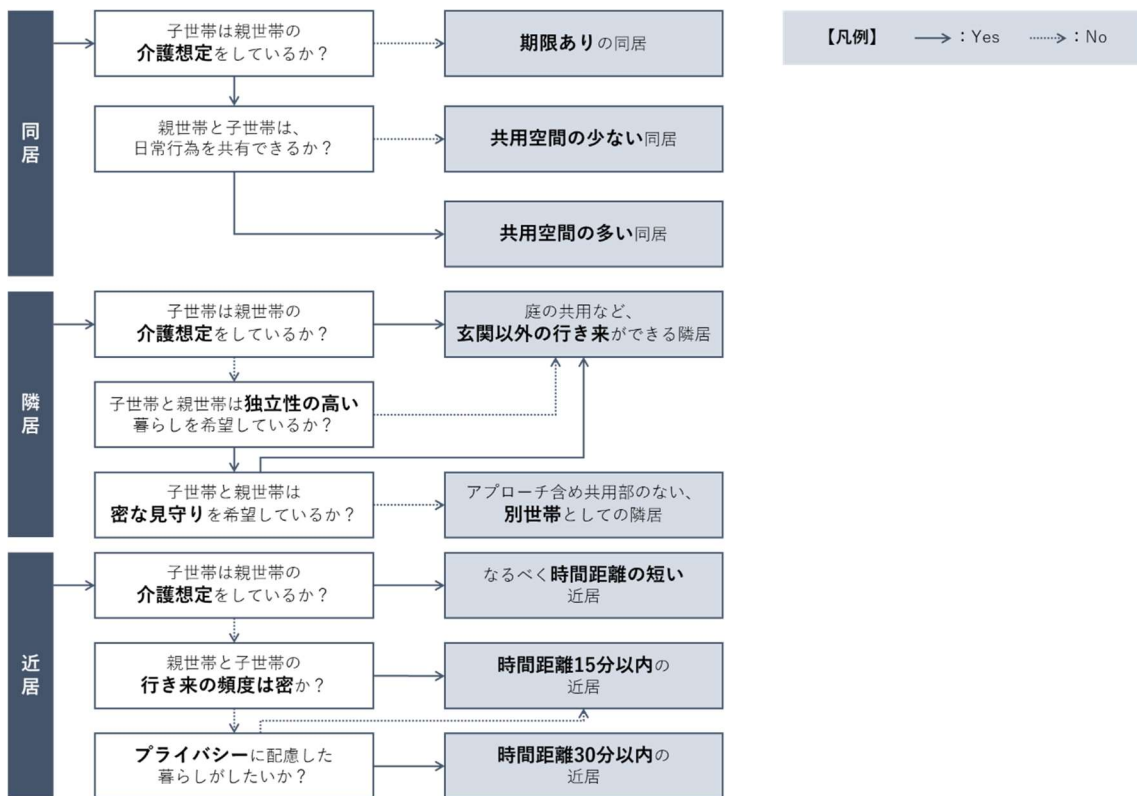 同居
子世帯は親世帯の
介護想定をしているか？
期限ありの同居
【凡例】 ：Yes ：No
親世帯と子世帯は、
日常行為を共有できるか？
共用空間の少ない同居
共用空間の多い同居
隣居
子世帯は親世帯の
介護想定をしているか？
庭の共用など、
玄関以外の行き来ができる隣居
子世帯と親世帯は独立性の高い
暮らしを希望しているか？
子世帯と親世帯は
密な見守りを希望しているか？
アプローチ含め共用部のない、
別世帯としての隣居
近居
子世帯は親世帯の
介護想定をしているか？
なるべく時間距離の短い
近居
親世帯と子世帯の
行き来の頻度は密か？
時間距離15分以内の
近居
プライバシーに配慮した
暮らしがしたいか？
時間距離30分以内の
近居